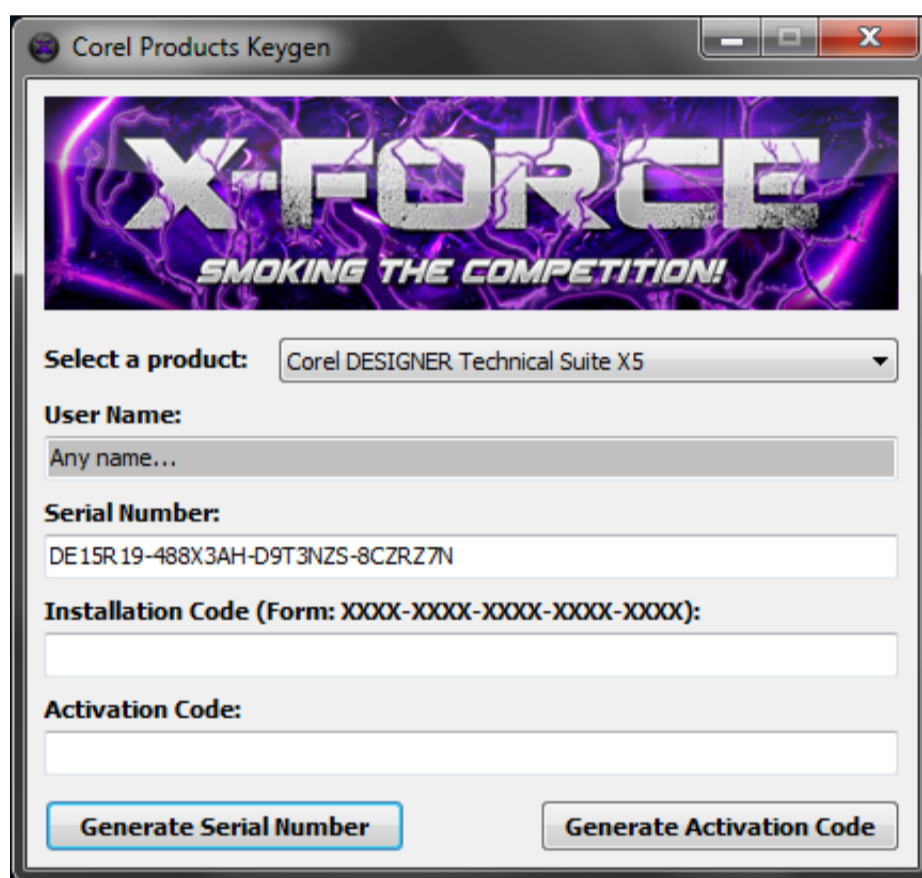 Corel Products Keygen
X-FORCE
SMOKING THE COMPETITION!
Select a product: Corel DESIGNER Technical Suite X5
User Name:
Any name...
Serial Number:
DE15R19-488X3AH-D9T3NZS-8CZRZ7N
Installation Code (Form: XXXX-XXXX-XXXX-XXXX-XXXX):
Activation Code:
Generate Serial Number Generate Activation Code